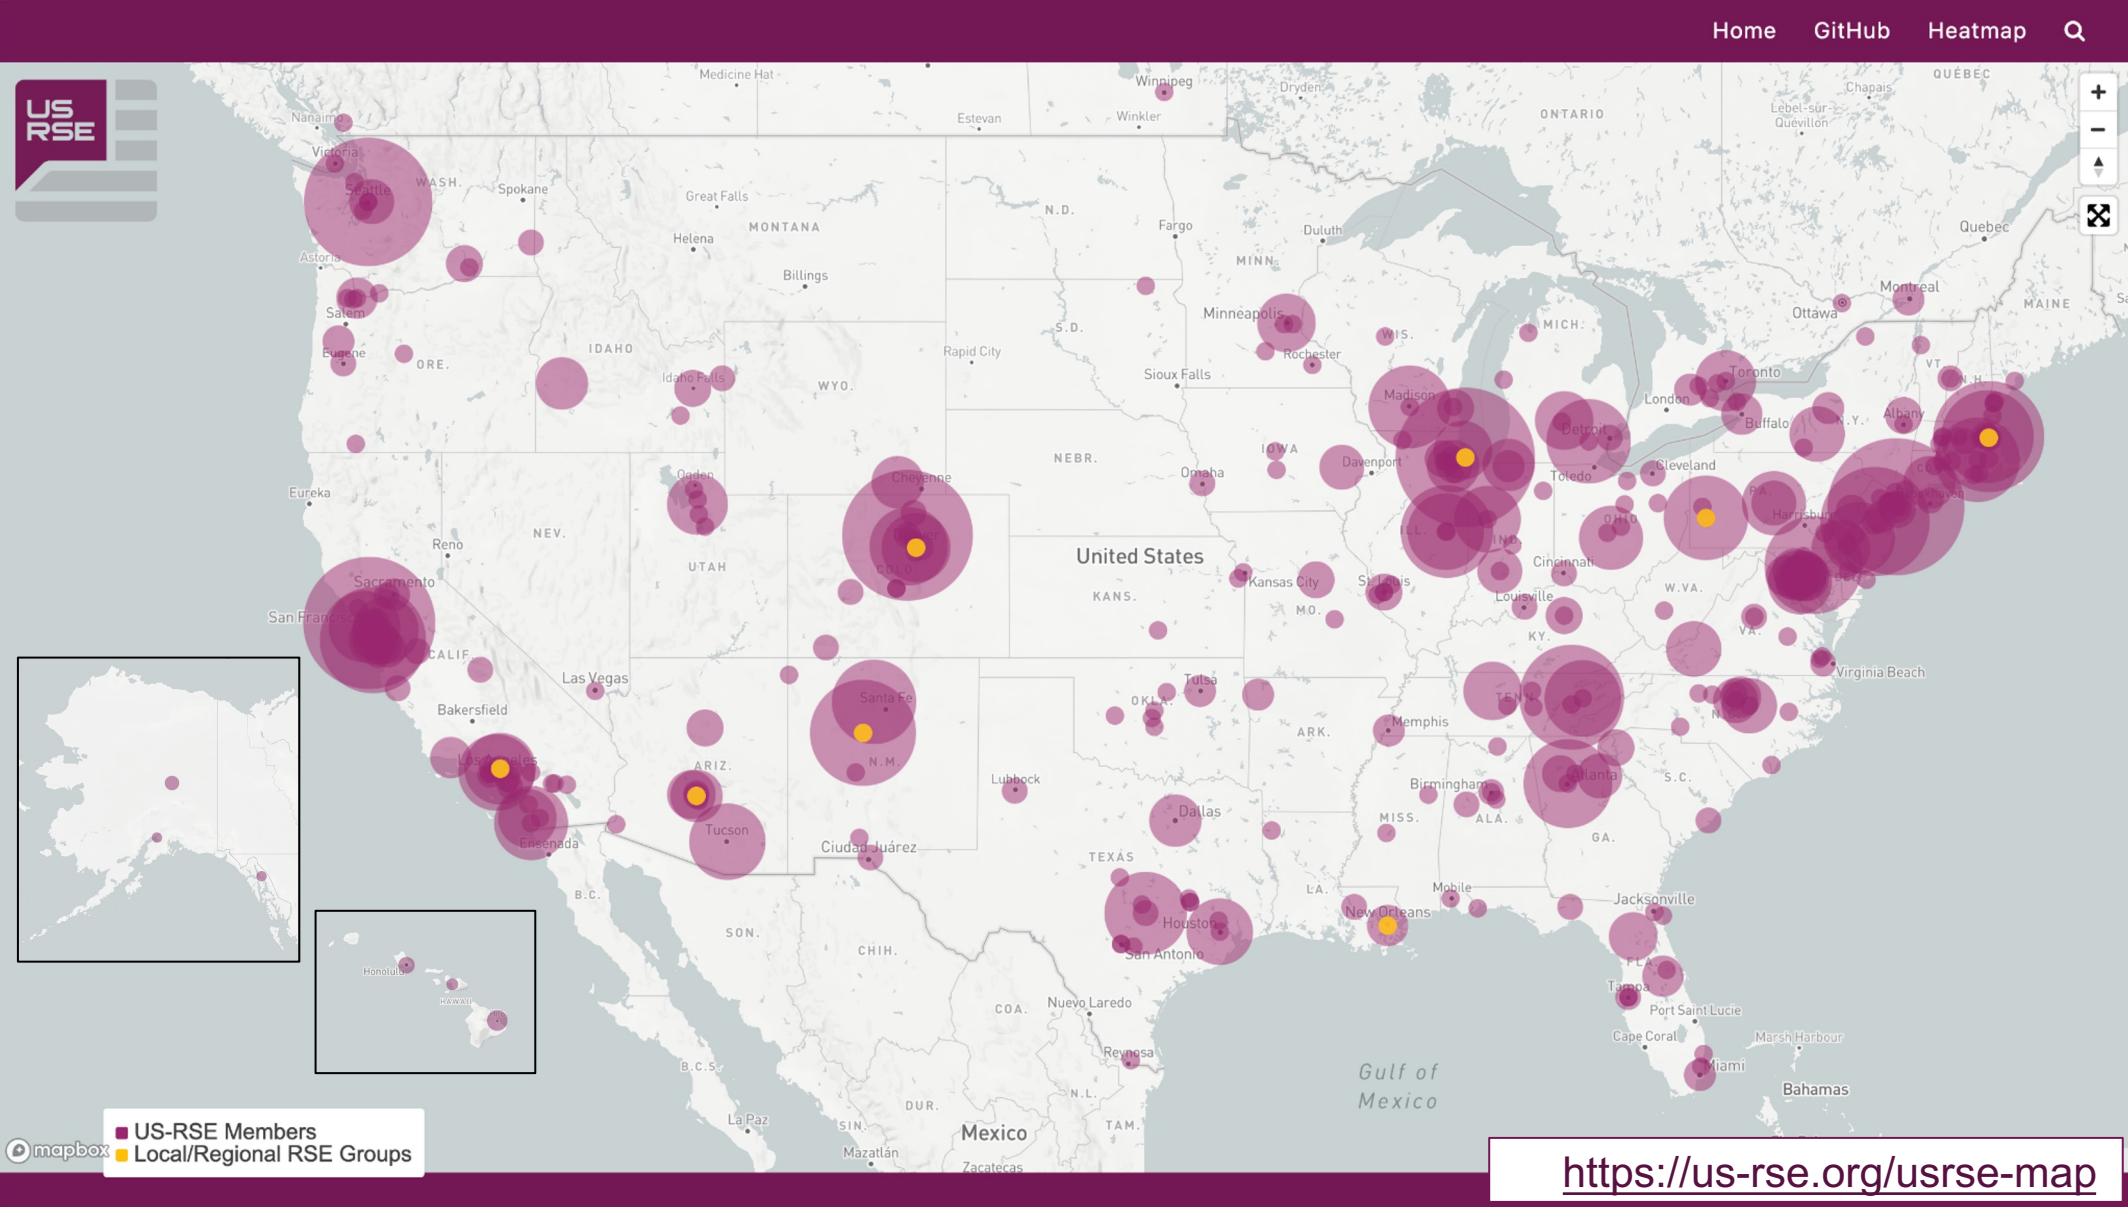 Home GitHub Heatmap
US
RSE
Medicine Hat
Winnipeg
Dryden
Chapais
QUÉBEC
Lebel-sur-
Quévillon
ONTARIO
Nanaimo
Estevan
Winkler
Victoria
Seattle
WASH.
Spokane
Great Falls
MONTANA
Helena
N.D.
Fargo
Duluth
Quebec
Astoria
Billings
MINN.
Montreal
Ottawa
MAINE
Salem
Minneapolis
WIS.
MICH.
S.D.
IDAHO
Eugene
ORE.
Rapid City
Rochester
VT.
N.H.
Idaho Falls
WYO.
Sioux Falls
Toronto
Madison
London
Buffalo
N.Y.
Albany
Detroit
IOWA
NEBR.
Davenport
Omaha
Toledo
Cleveland
Ogden
Cheyenne
Eureka
PA.
Harrisburg
OHIO
ILL.
IND.
Reno
NEV.
United States
UTAH
COLO.
Cincinnati
Kansas City
St. Louis
Sacramento
San Francisco
KANS.
MO.
Louisville
W.VA.
KY.
VA.
CALIF.
Las Vegas
Virginia Beach
Santa Fe
Tulsa
OKLA.
TENN.
Bakersfield
Memphis
ARK.
Los Angeles
ARIZ.
N.M.
Lubbock
Birmingham
Atlanta
S.C.
Dallas
MISS.
ALA.
GA.
Tucson
Ensenada
Ciudad Juárez
TEXAS
B.C.
LA.
Mobile
Jacksonville
New Orleans
Houston
San Antonio
SON.
CHIH.
FLA.
Tampa
Honolulu
HAWAII
COA.
Nuevo Laredo
Port Saint Lucie
Cape Coral
Marsh Harbour
Reynosa
Miami
B.C.S.
Gulf of
Mexico
Bahamas
N.L.
DUR.
La Paz
SIN.
Mexico
TAM.
Mazatlán
Zacatecas
US-RSE Members
Local/Regional RSE Groups
mapbox
https://us-rse.org/usrse-map